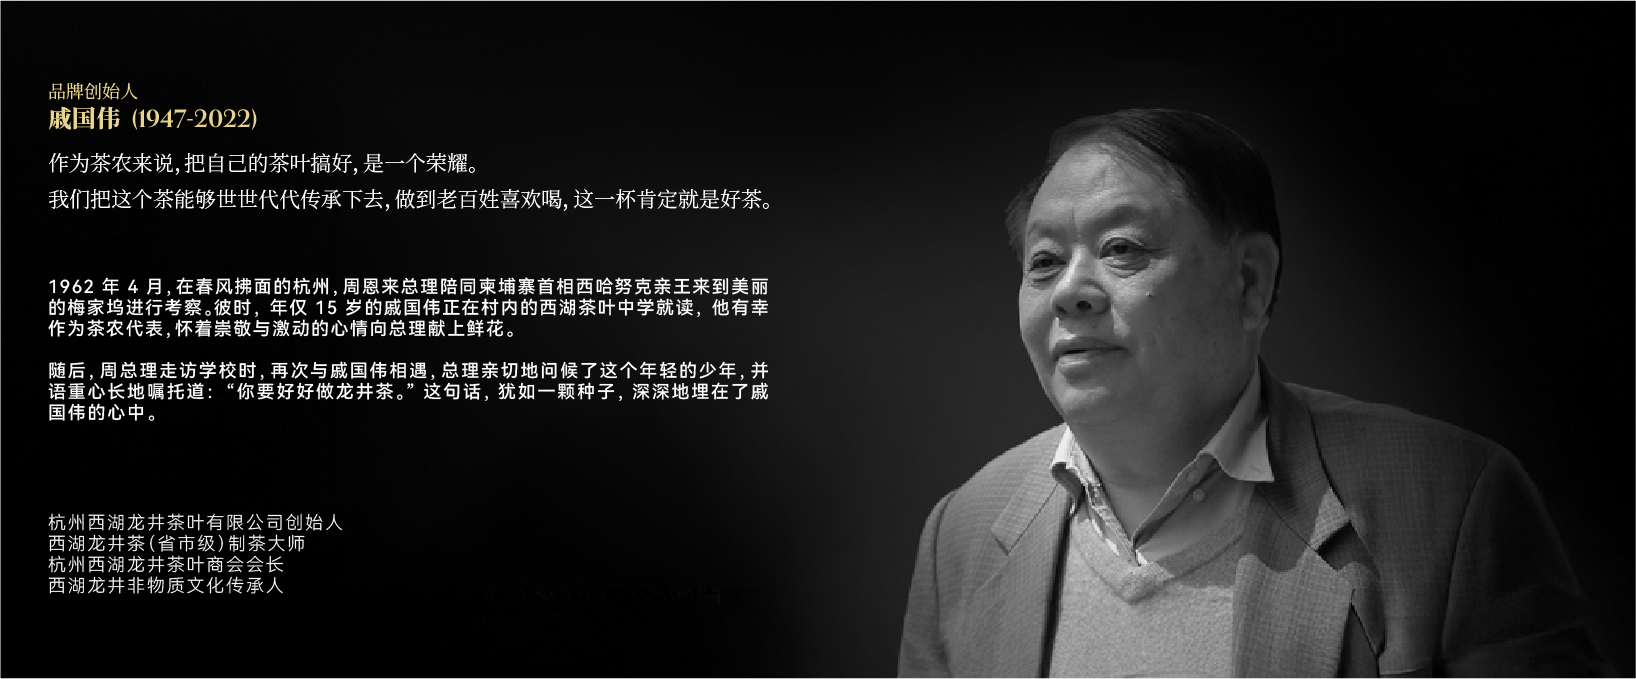 品牌创始人
戚国伟 (1947-2022)
作为茶农来说,把自己的茶叶搞好,是一个荣耀。
我们把这个茶能够世世代代传承下去,做到老百姓喜欢喝,这一杯肯定就是好茶。
1962 年 4 月,在春风拂面的杭州,周恩来总理陪同柬埔寨首相西哈努克亲王来到美丽
的梅家坞进行考察。彼时, 年仅 15 岁的戚国伟正在村内的西湖茶叶中学就读, 他有幸
作为茶农代表,怀着崇敬与激动的心情向总理献上鲜花。
随后,周总理走访学校时,再次与戚国伟相遇,总理亲切地问候了这个年轻的少年,并
语重心长地嘱托道:“你要好好做龙井茶。”这句话, 犹如一颗种子, 深深地埋在了戚
国伟的心中。
杭州西湖龙井茶叶有限公司创始人
西湖龙井茶(省市级)制茶大师
杭州西湖龙井茶叶商会会长
西湖龙井非物质文化传承人